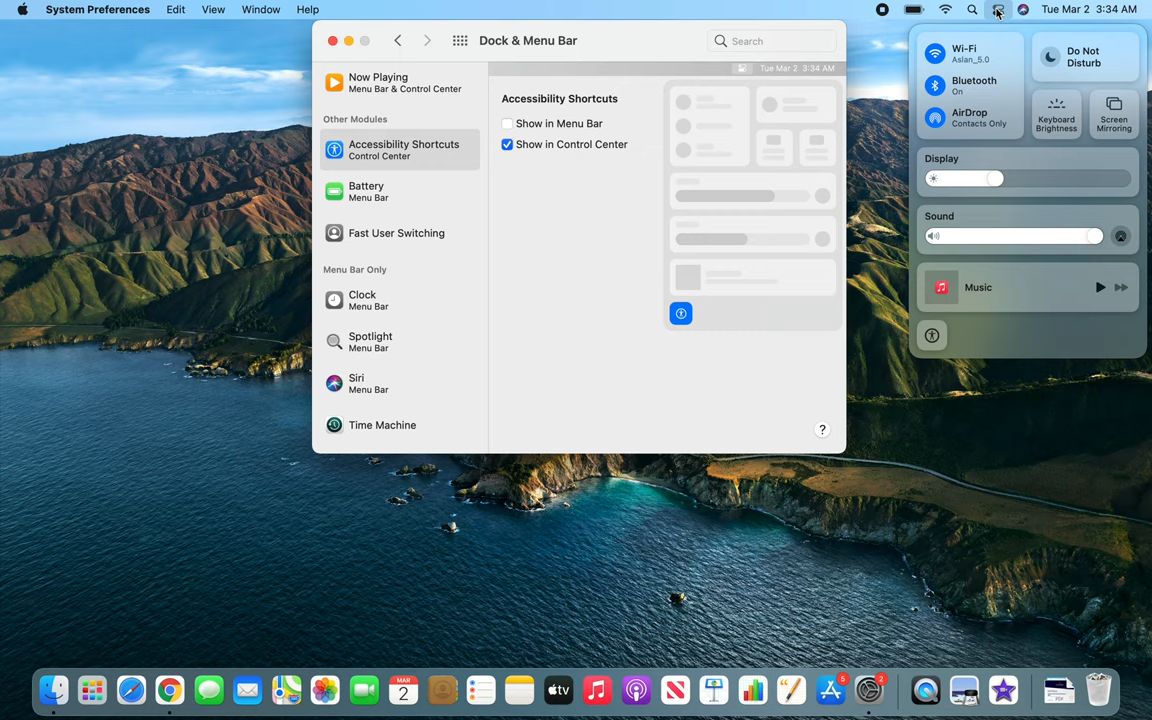 System Preferences Edit View Window Help
Tue Mar 2 3:34 AM
Dock & Menu Bar
Search
Now Playing
Menu Bar & Control Center
Other Modules
Accessibility Shortcuts
Control Center
Battery
Menu Bar
Fast User Switching
Menu Bar Only
Clock
Menu Bar
Spotlight
Menu Bar
Siri
Menu Bar
Time Machine
Tue Mar 2 3:34 AM
Accessibility Shortcuts
Show in Menu Bar
Show in Control Center
?
Wi-Fi
Aslan_5.0
Bluetooth
On
AirDrop
Contacts Only
Do Not
Disturb
Keyboard
Brightness
Screen
Mirroring
Display
Sound
Music
MAR
2
tv
5
2
PDF